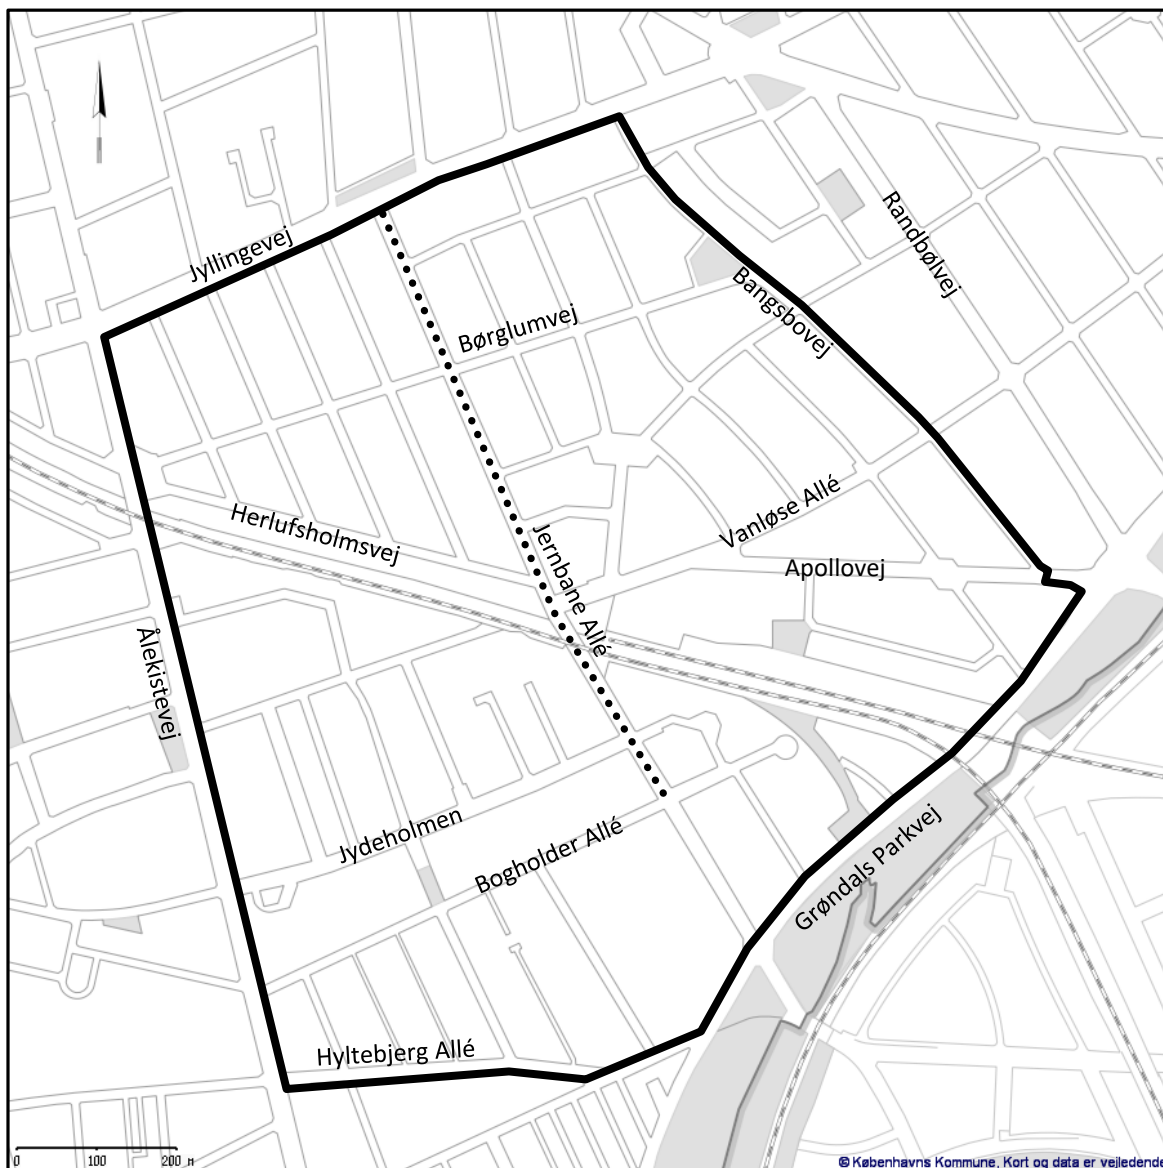 Jyllingevej
Randbølvej
Bangsbovej
Børglumvej
Vanløse Allé
Herlufsholmsvej
Jernbane Allé
Apollovej
Ålekistevej
Jydeholmen
Bogholder Allé
Grøndals Parkvej
Hyltebjerg Allé
0 100 200 M
© Københavns Kommune, Kort og data er vejledende